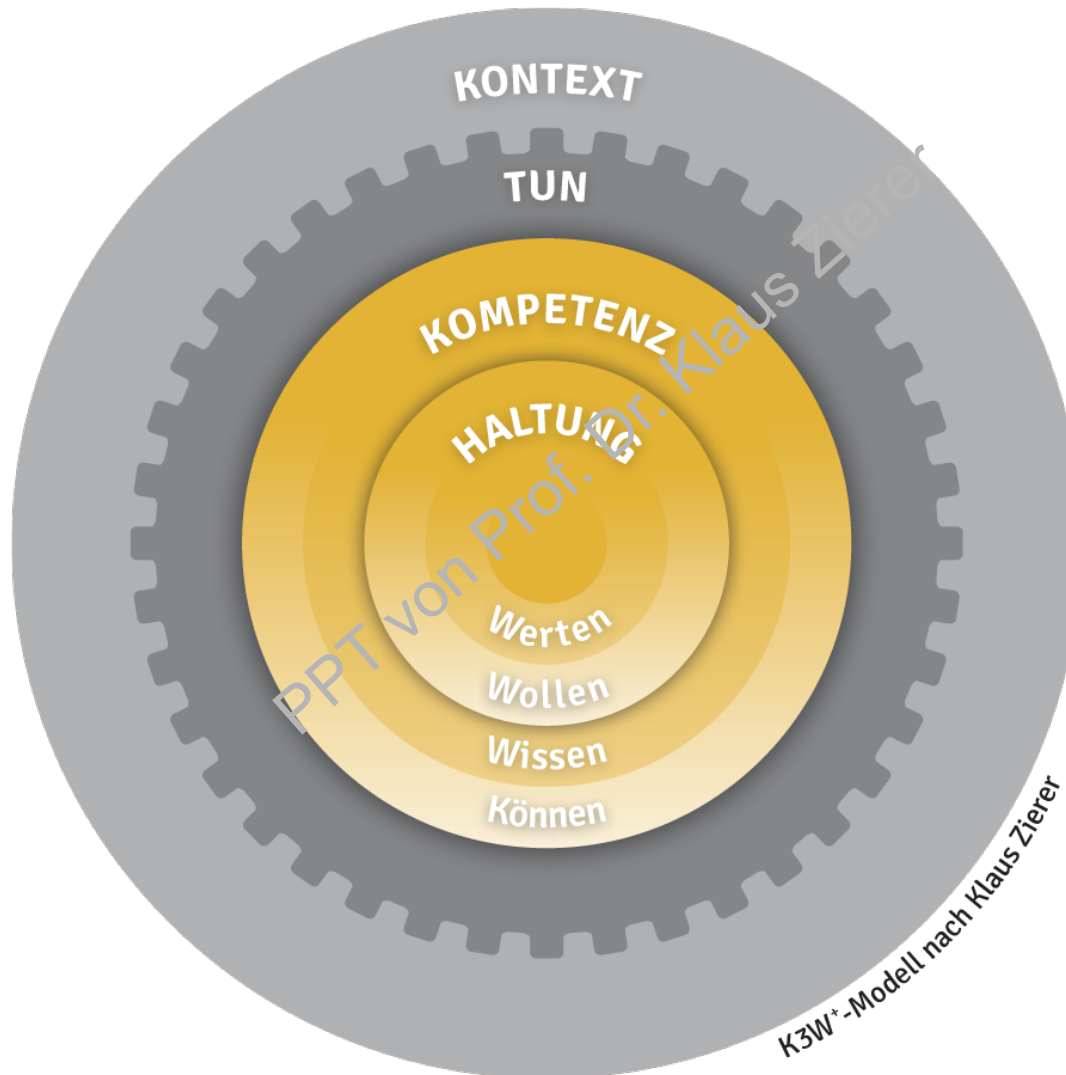 KONTEXT
TUN
KOMPETENZ
HALTUNG
Werten
Wollen
Wissen
Können
PPT von Prof. Dr. Klaus Zierer
K3W⁺-Modell nach Klaus Zierer